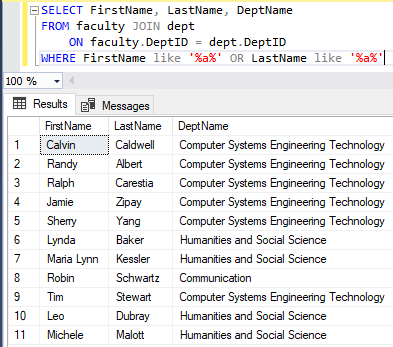 SELECT FirstName, LastName, DeptName
FROM faculty JOIN dept
ON faculty.DeptID = dept.DeptID
WHERE FirstName like '%a%' OR LastName like '%a%'
100 %
Results Messages
FirstName LastName DeptName
1 Calvin Caldwell Computer Systems Engineering Technology
2 Randy Albert Computer Systems Engineering Technology
3 Ralph Carestia Computer Systems Engineering Technology
4 Jamie Zipay Computer Systems Engineering Technology
5 Sherry Yang Computer Systems Engineering Technology
6 Lynda Baker Humanities and Social Science
7 Maria Lynn Kessler Humanities and Social Science
8 Robin Schwartz Communication
9 Tim Stewart Computer Systems Engineering Technology
10 Leo Dubray Humanities and Social Science
11 Michele Malott Humanities and Social Science